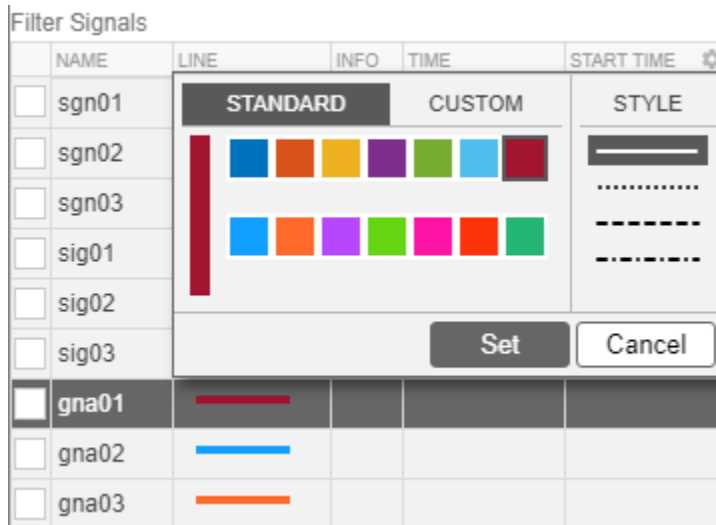 Filter Signals
NAME LINE INFO TIME START TIME
sgn01 STANDARD CUSTOM STYLE
sgn02
sgn03
sig01
sig02
sig03 Set Cancel
gna01
gna02
gna03